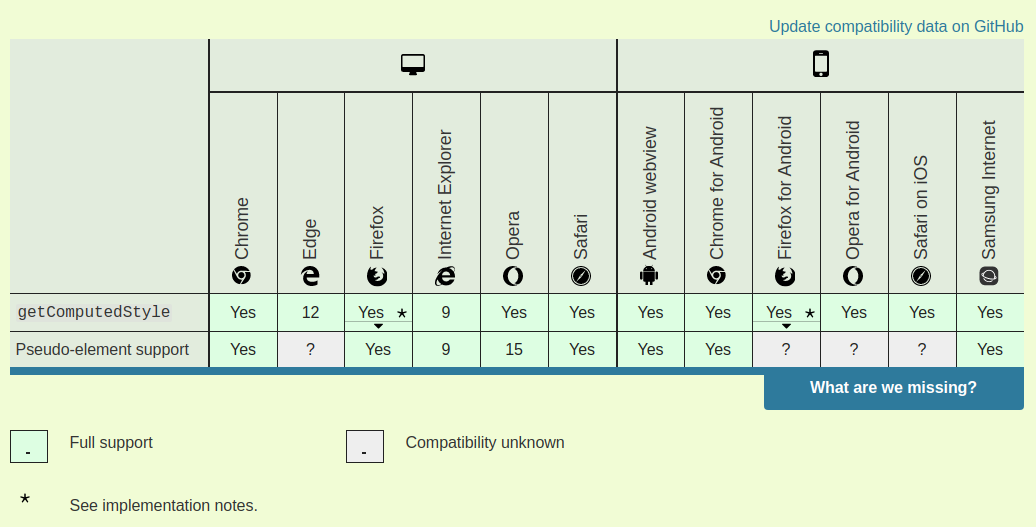 Update compatibility data on GitHub
Chrome
Edge
Firefox
Internet Explorer
Opera
Safari
Android webview
Chrome for Android
Firefox for Android
Opera for Android
Safari on iOS
Samsung Internet
getComputedStyle Yes 12 Yes * 9 Yes Yes Yes Yes Yes * Yes Yes Yes
Pseudo-element support Yes ? Yes 9 15 Yes Yes Yes ? ? ? Yes
What are we missing?
- Full support - Compatibility unknown
* See implementation notes.